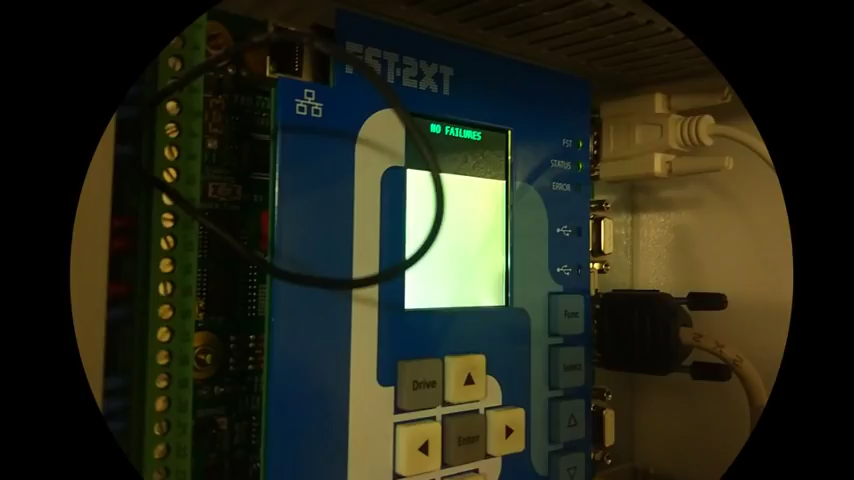 FST-2XT
NO FAILURES
FST
STATUS
ERROR
Func
Select
Drive
Enter